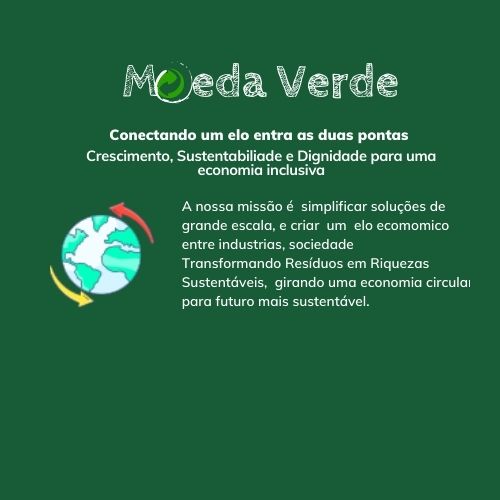 Moeda Verde
Conectando um elo entra as duas pontas
Crescimento, Sustentabiliade e Dignidade para uma
economia inclusiva
A nossa missão é simplificar soluções de
grande escala, e criar um elo ecomomico
entre industrias, sociedade
Transformando Resíduos em Riquezas
Sustentáveis, girando uma economia circular
para futuro mais sustentável.